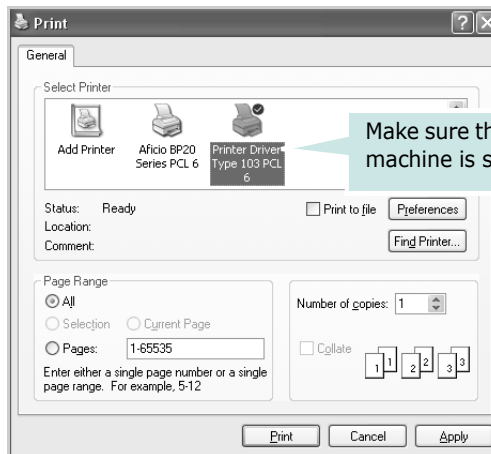 Print
General
Select Printer
Add Printer
Aficio BP20
Series PCL 6
Printer Driver
Type 103 PCL
6
Make sure
machine is
Status: Ready
Location:
Comment:
Print to file
Preferences
Find Printer...
Page Range
All
Selection
Current Page
Pages: 1-65535
Enter either a single page number or a single
page range. For example, 5-12
Number of copies: 1
Collate
1 1 2 2 3 3
Print
Cancel
Apply